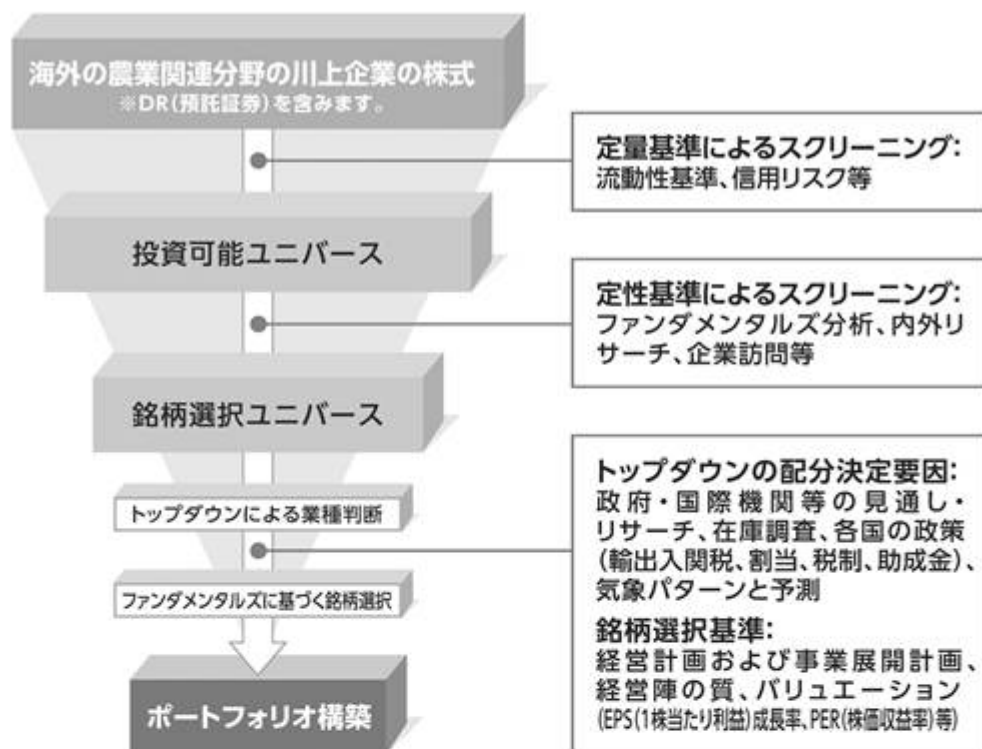 海外の農業関連分野の川上企業の株式
※DR(預託証券)を含みます。
定量基準によるスクリーニング:
流動性基準、信用リスク等
投資可能ユニバース
定性基準によるスクリーニング:
ファンダメンタルズ分析、内外リ
サーチ、企業訪問等
銘柄選択ユニバース
トップダウンによる業種判断
ファンダメンタルズに基づく銘柄選択
トップダウンの配分決定要因:
政府・国際機関等の見通し・
リサーチ、在庫調査、各国の政策
(輸出入関税、割当、税制、助成金)、
気象パターンと予測
銘柄選択基準:
経営計画および事業展開計画、
経営陣の質、バリュエーション
(EPS(1株当たり利益)成長率、PER(株価収益率)等)
ポートフォリオ構築